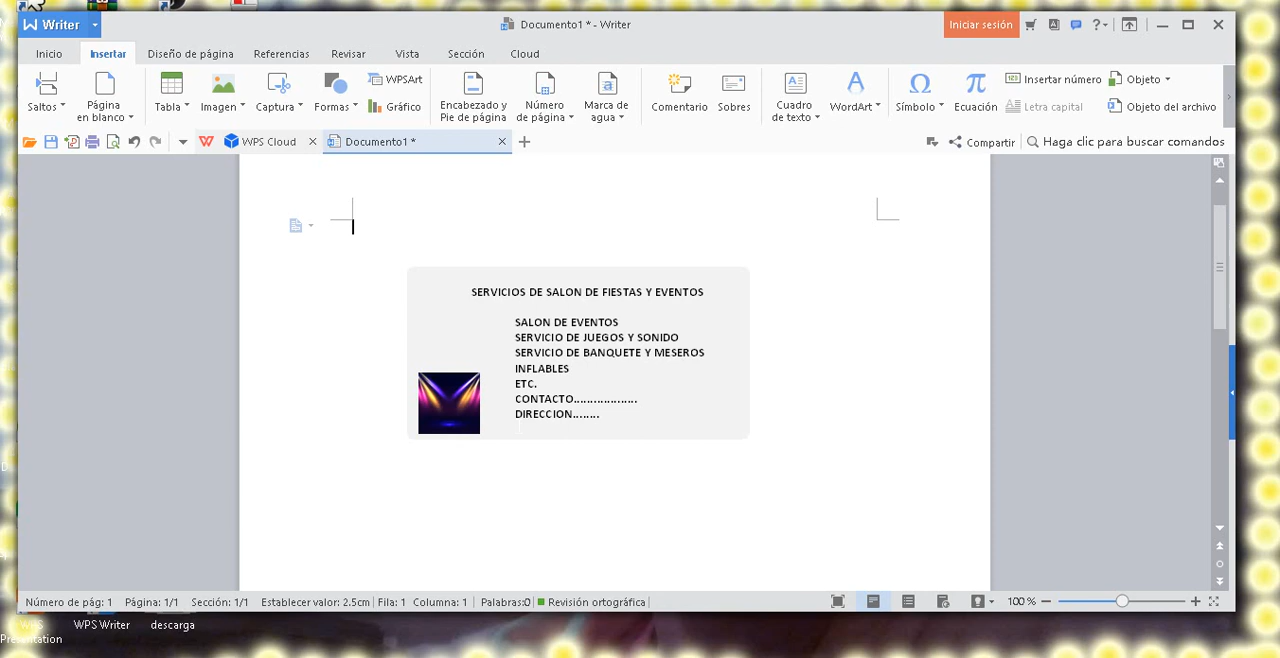 Writer
Documento1 * - Writer
Iniciar sesión
Inicio
Insertar
Diseño de página
Referencias
Revisar
Vista
Sección
Cloud
Saltos
Página
en blanco
Tabla
Imagen
Captura
Formas
WPSArt
Gráfico
Encabezado y
Pie de página
Número
de página
Marca de
agua
Comentario
Sobres
Cuadro
de texto
WordArt
Símbolo
Ecuación
Insertar número
Letra capital
Objeto
Objeto del archivo
WPS Cloud
Documento1 *
Compartir
Haga clic para buscar comandos
SERVICIOS DE SALON DE FIESTAS Y EVENTOS
SALON DE EVENTOS
SERVICIO DE JUEGOS Y SONIDO
SERVICIO DE BANQUETE Y MESEROS
INFLABLES
ETC.
CONTACTO...................
DIRECCION........
Número de pág: 1 Página: 1/1 Sección: 1/1 Establecer valor: 2.5cm Fila: 1 Columna: 1 Palabras:0 Revisión ortográfica 100 %
WPS
Presentation
WPS Writer
descarga